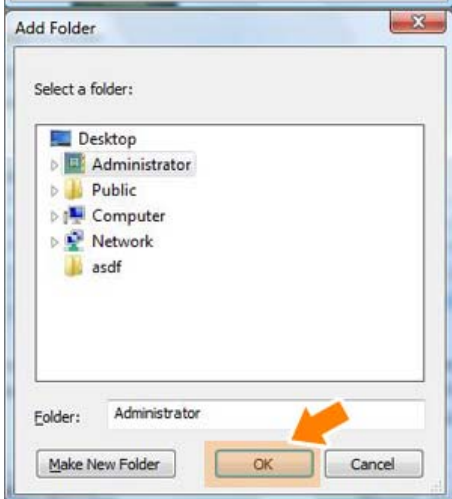 Add Folder
Select a folder:
Desktop
Administrator
Public
Computer
Network
asdf
Folder: Administrator
Make New Folder OK Cancel